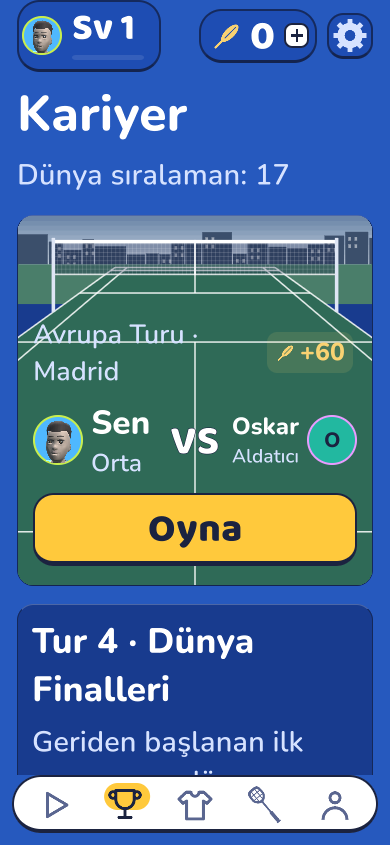 Sv 1
0
Kariyer
Dünya sıralaman: 17
Avrupa Turu ·
Madrid
+60
Sen
Orta
VS
Oskar
Aldatıcı
O
Oyna
Tur 4 · Dünya
Finalleri
Geriden başlanan ilk